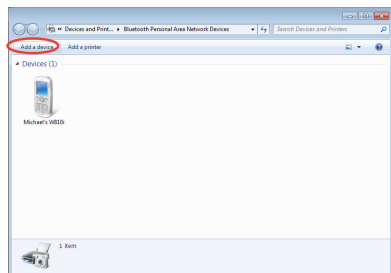 « Devices and Print... ▸ Bluetooth Personal Area Network Devices
Search Devices and Printers
Add a device
Add a printer
Devices (1)
Michael's W810i
1 item